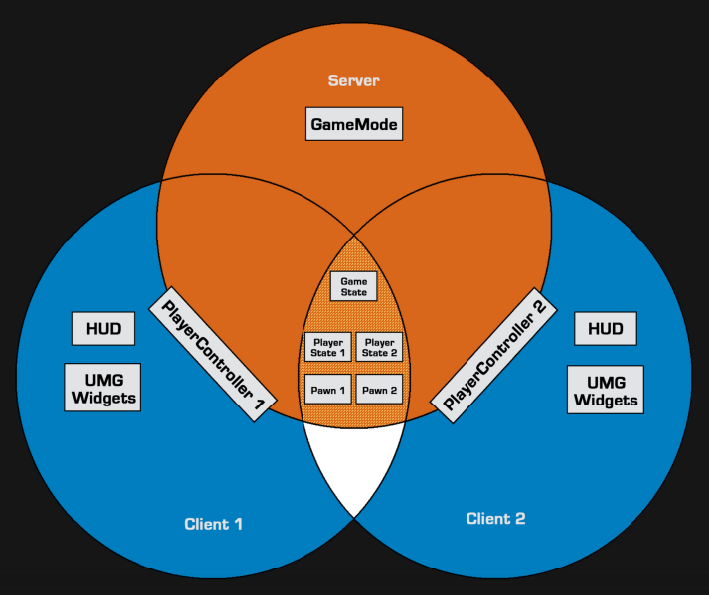 Server
GameMode
Game
State
Player
State 1
Player
State 2
Pawn 1
Pawn 2
PlayerController 1
PlayerController 2
HUD
UMG
Widgets
HUD
UMG
Widgets
Client 1
Client 2